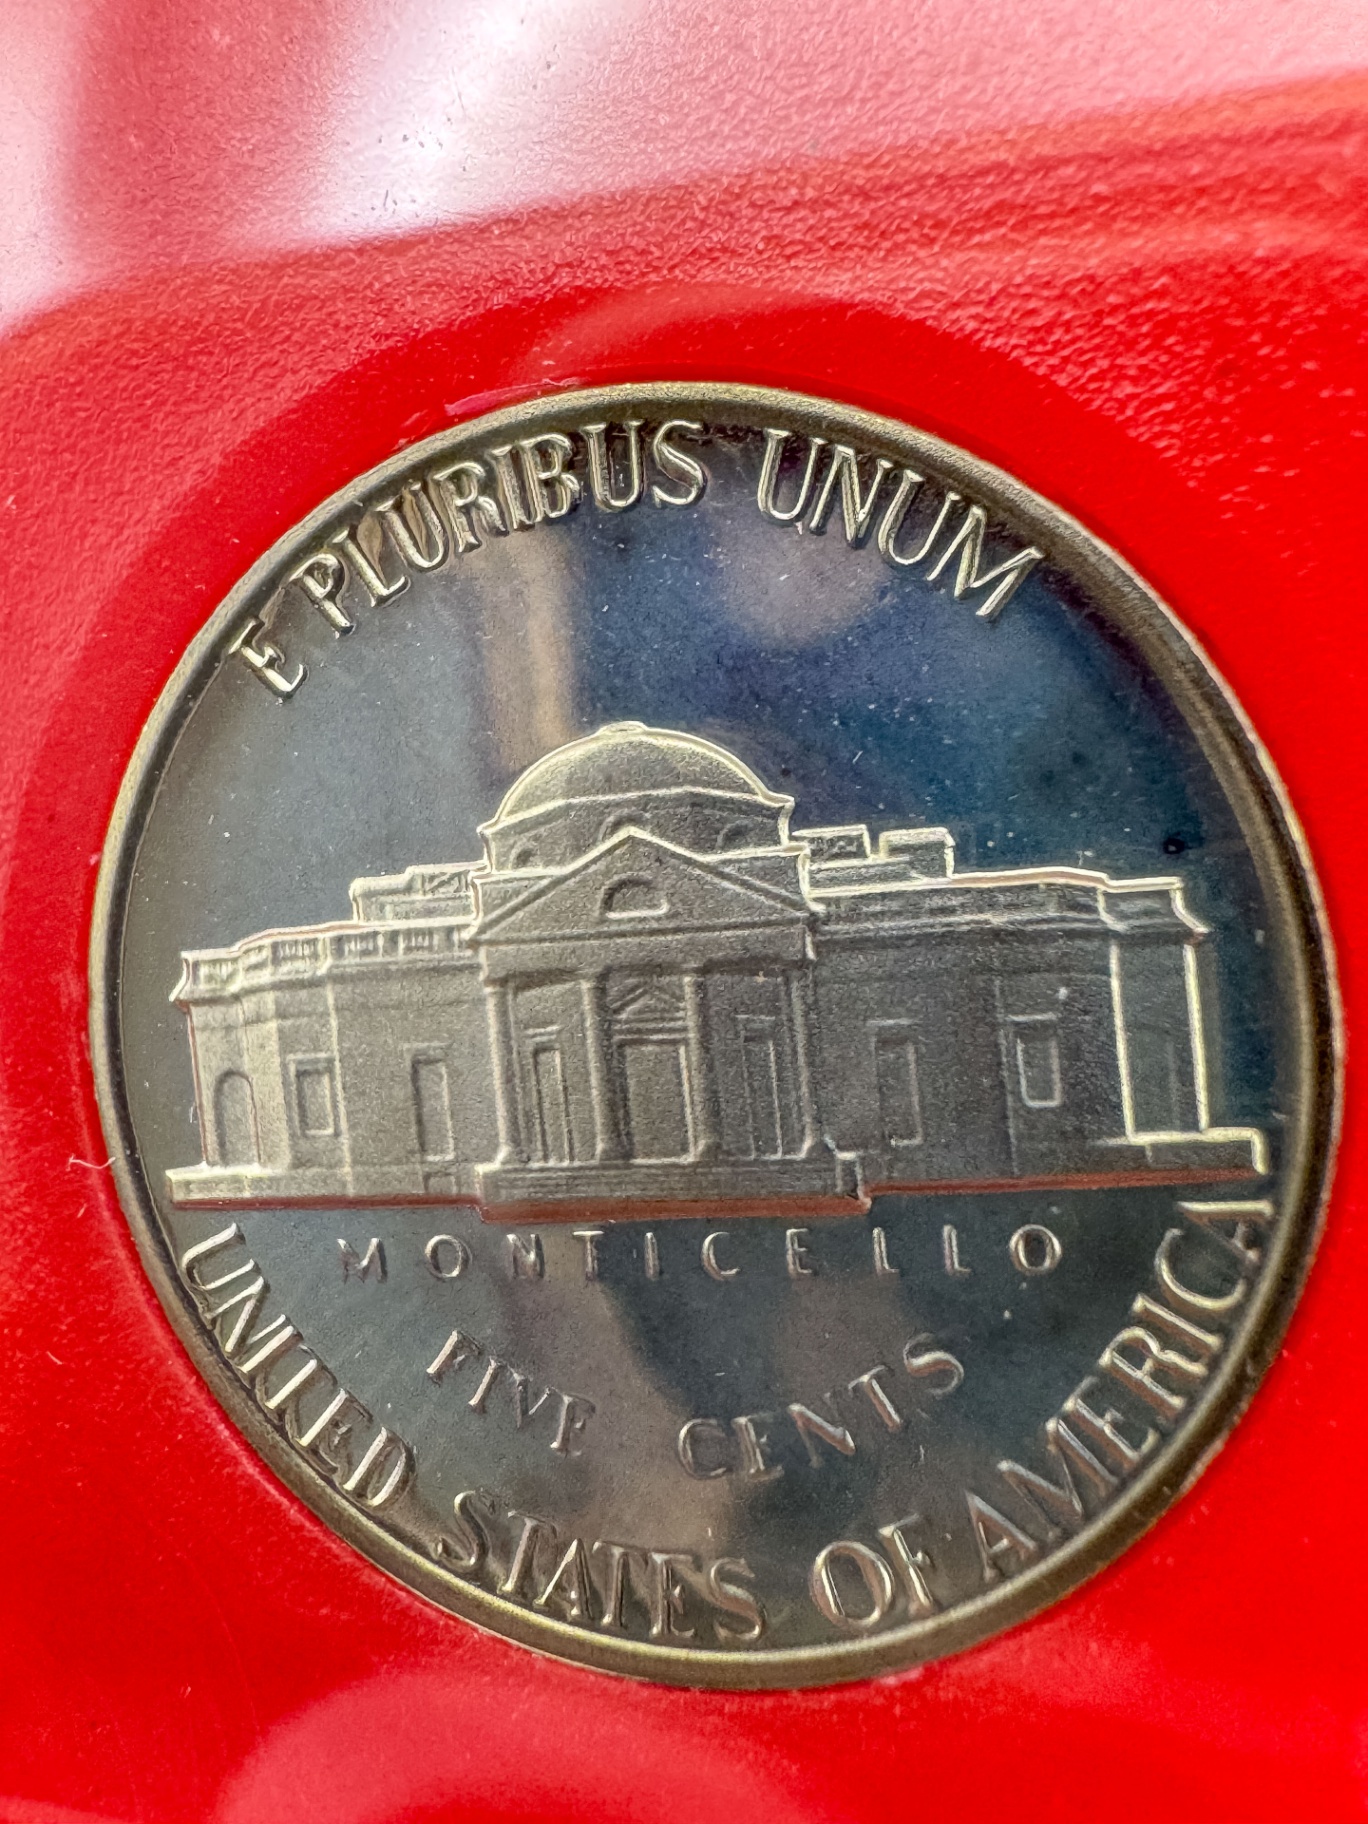 E PLURIBUS UNUM
MONTICELLO
FIVE CENTS
UNITED STATES OF AMERICA